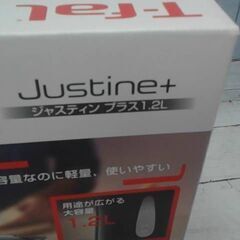 T-fal
Justine+
ジャスティン プラス1.2L
容量なのに軽量、使いやすい
用途が広がる
大容量
1.2L